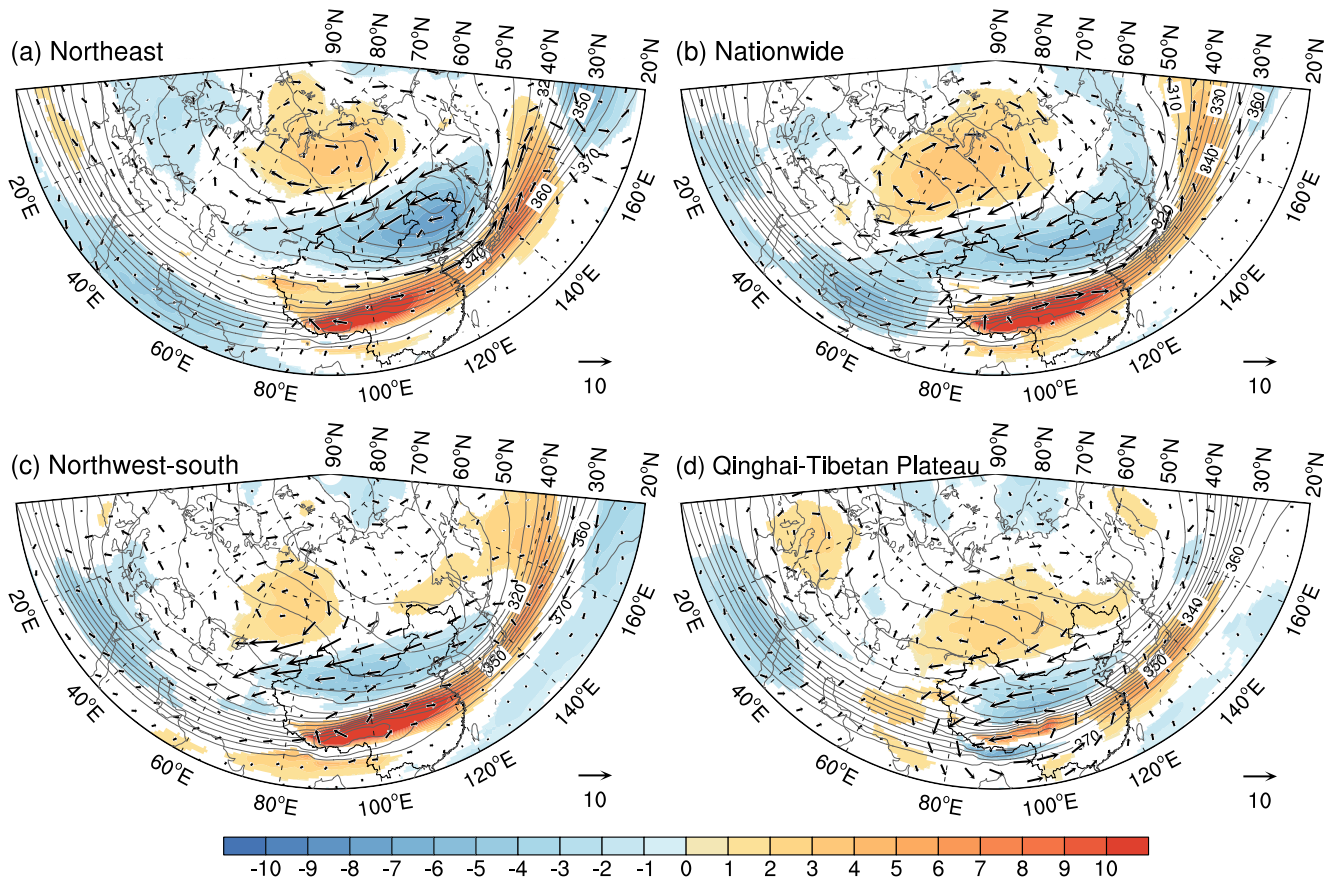 (a) Northeast
90°N 80°N 70°N 60°N 50°N 40°N 30°N 20°N
350
370
360
340
20°E 40°E 60°E 80°E 100°E 120°E 140°E 160°E
10
(b) Nationwide
90°N 80°N 70°N 60°N 50°N 40°N 30°N 20°N
310
330
360
340
320
20°E 40°E 60°E 80°E 100°E 120°E 140°E 160°E
10
(c) Northwest-south
90°N 80°N 70°N 60°N 50°N 40°N 30°N 20°N
360
320
370
350
20°E 40°E 60°E 80°E 100°E 120°E 140°E 160°E
10
(d) Qinghai-Tibetan Plateau
90°N 80°N 70°N 60°N 50°N 40°N 30°N 20°N
360
340
350
370
20°E 40°E 60°E 80°E 100°E 120°E 140°E 160°E
10
-10 -9 -8 -7 -6 -5 -4 -3 -2 -1 0 1 2 3 4 5 6 7 8 9 10